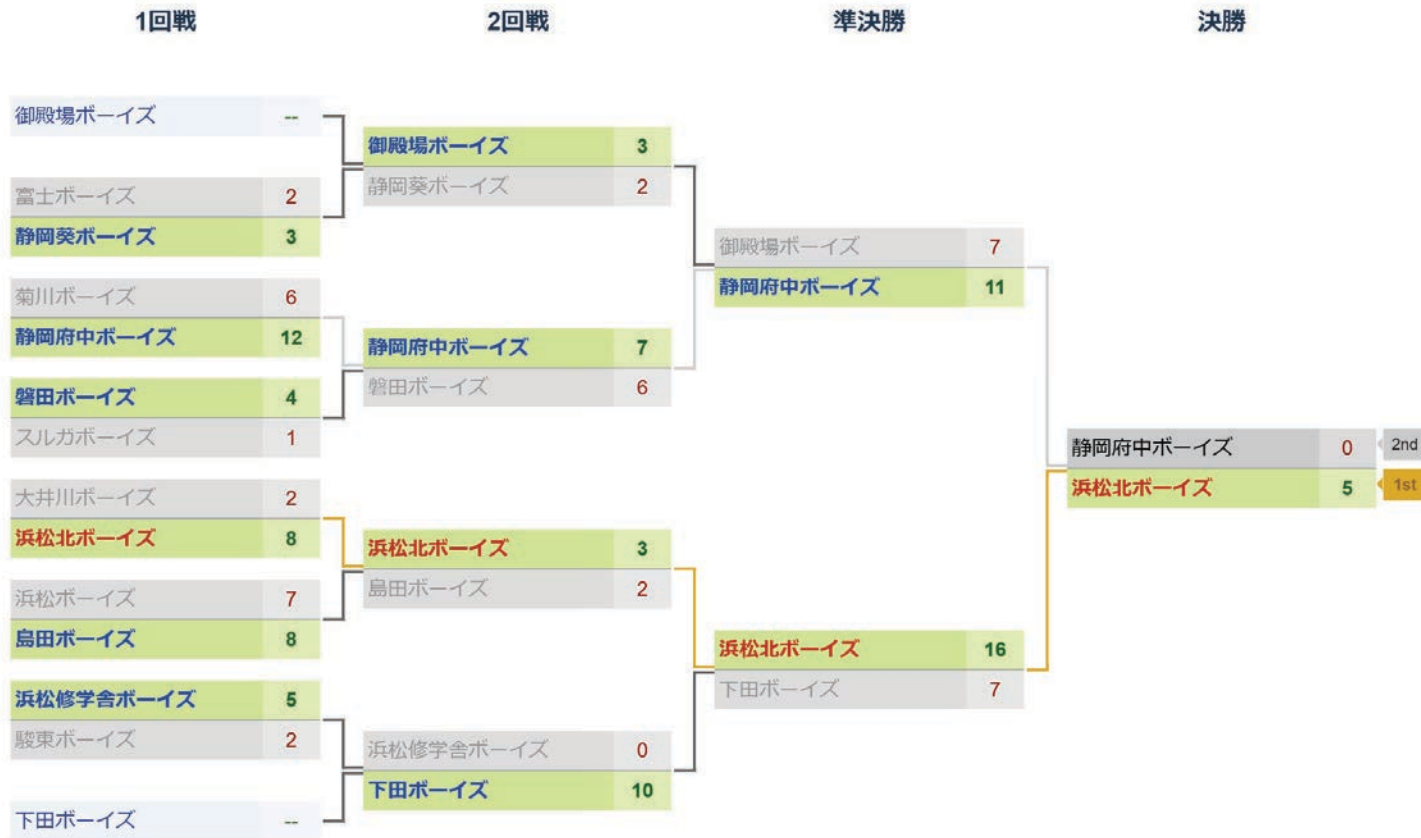 1回戦 2回戦 準決勝 決勝
御殿場ボーイズ --
富士ボーイズ 2
静岡葵ボーイズ 3
菊川ボーイズ 6
静岡府中ボーイズ 12
磐田ボーイズ 4
スルガボーイズ 1
大井川ボーイズ 2
浜松北ボーイズ 8
浜松ボーイズ 7
島田ボーイズ 8
浜松修学舎ボーイズ 5
駿東ボーイズ 2
下田ボーイズ --
御殿場ボーイズ 3
静岡葵ボーイズ 2
静岡府中ボーイズ 7
磐田ボーイズ 6
浜松北ボーイズ 3
島田ボーイズ 2
浜松修学舎ボーイズ 0
下田ボーイズ 10
御殿場ボーイズ 7
静岡府中ボーイズ 11
浜松北ボーイズ 16
下田ボーイズ 7
静岡府中ボーイズ 0 2nd
浜松北ボーイズ 5 1st